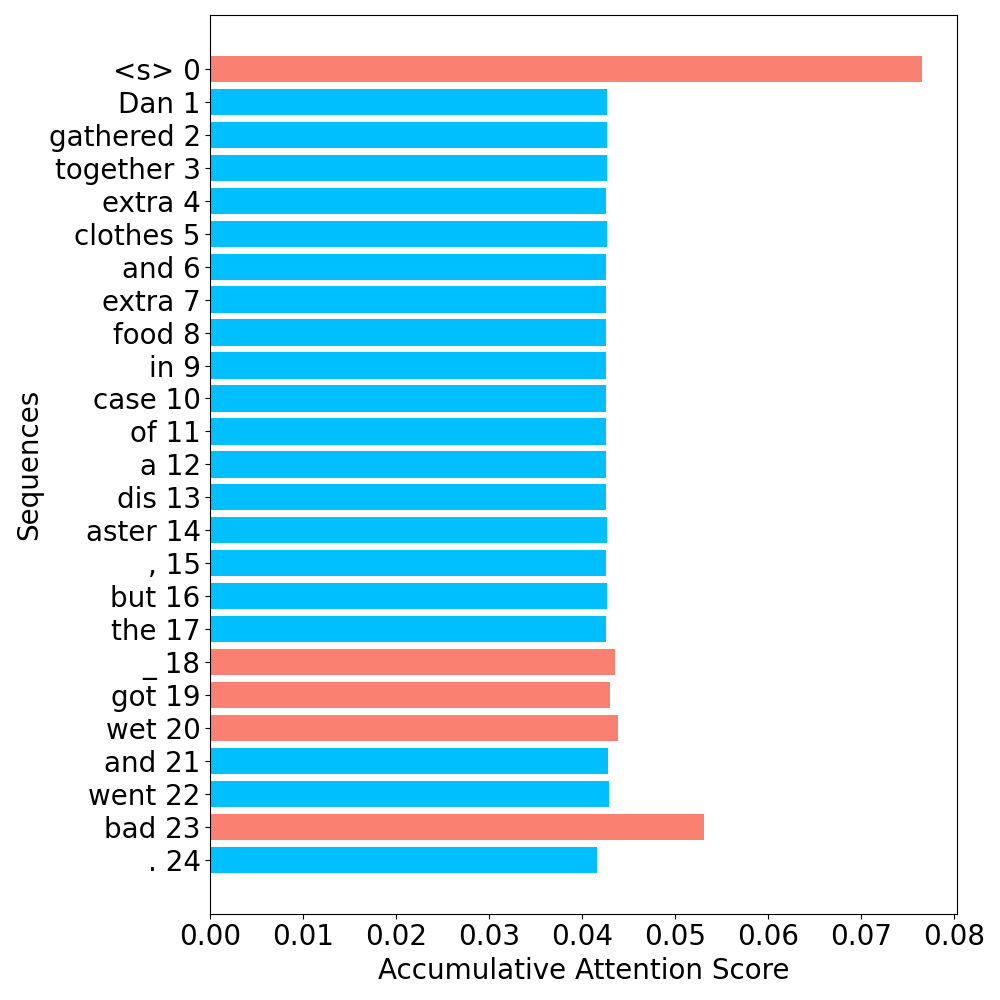 <s> 0
Dan 1
gathered 2
together 3
extra 4
clothes 5
and 6
extra 7
food 8
in 9
case 10
of 11
a 12
dis 13
aster 14
, 15
but 16
the 17
_ 18
got 19
wet 20
and 21
went 22
bad 23
. 24
Sequences
0.00 0.01 0.02 0.03 0.04 0.05 0.06 0.07 0.08
Accumulative Attention Score